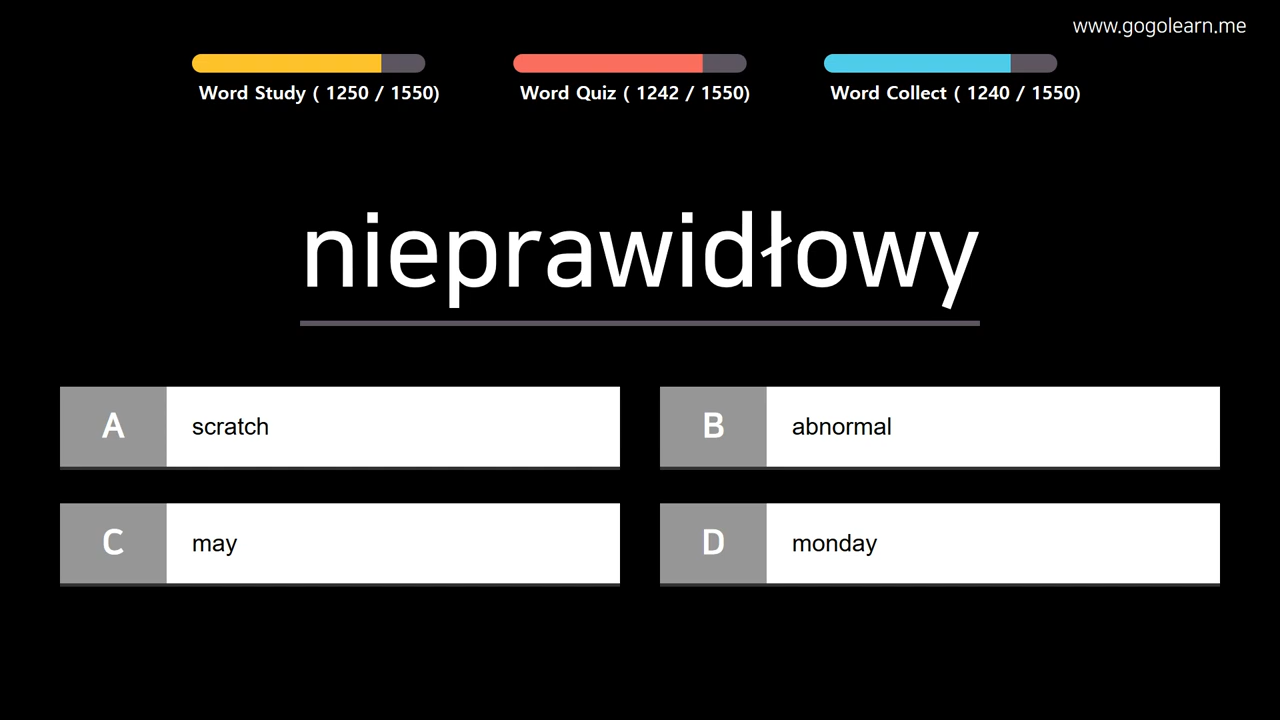 www.gogolearn.me
Word Study ( 1250 / 1550)
Word Quiz ( 1242 / 1550)
Word Collect ( 1240 / 1550)
nieprawidłowy
A scratch
B abnormal
C may
D monday